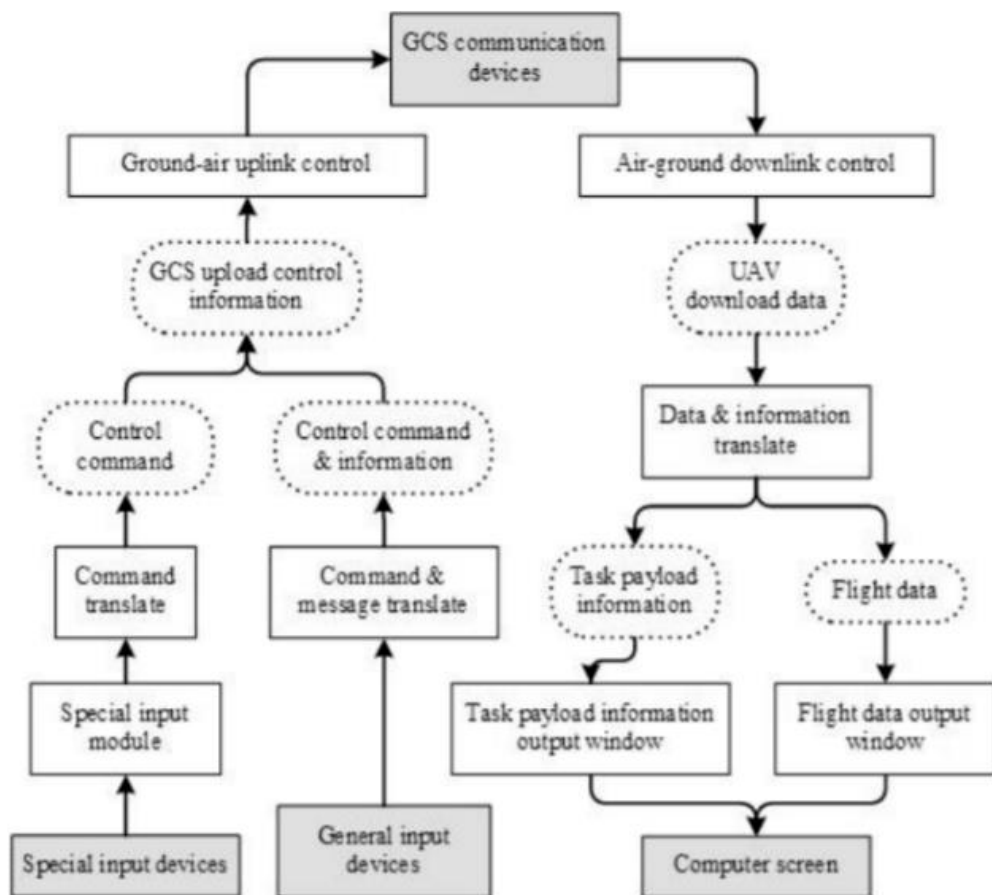 GCS communication
devices
Ground-air uplink control
Air-ground downlink control
GCS upload control
information
UAV
download data
Control
command
Control command
& information
Data & information
translate
Command
translate
Command &
message translate
Task payload
information
Flight data
Special input
module
Task payload information
output window
Flight data output
window
Special input devices
General input
devices
Computer screen